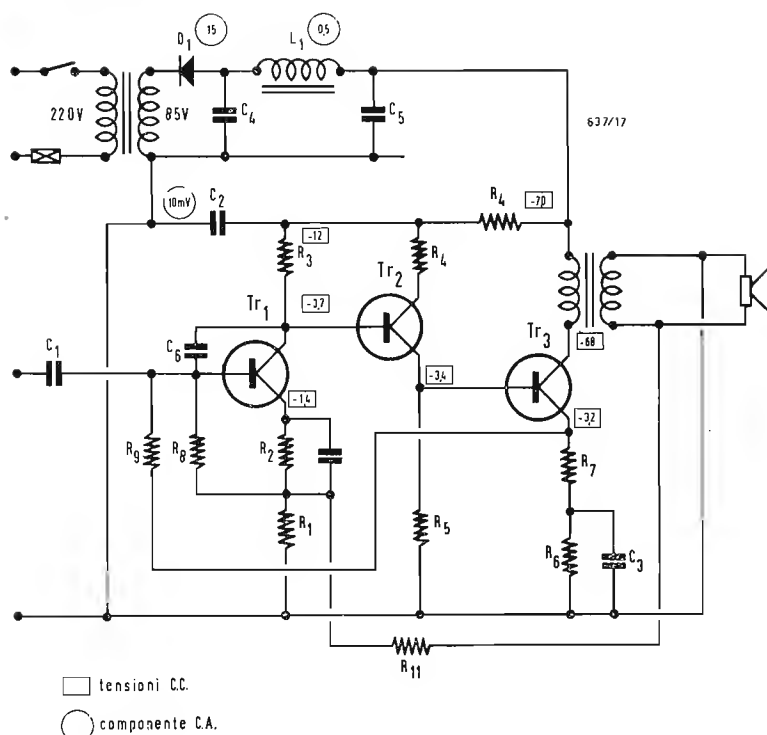 D1 15 L1 0,5
220V 85V C4 C5
637/17
10mV C2 R4 -70
-12 R3 R4
Tr2
Tr1 -3,7 Tr3
C1 C6 -68
-3,4
-1,4 -3,2
R9 R8 R2 R7
R1 R5 R6 C3
R11
tensioni C.C.
componente C.A.